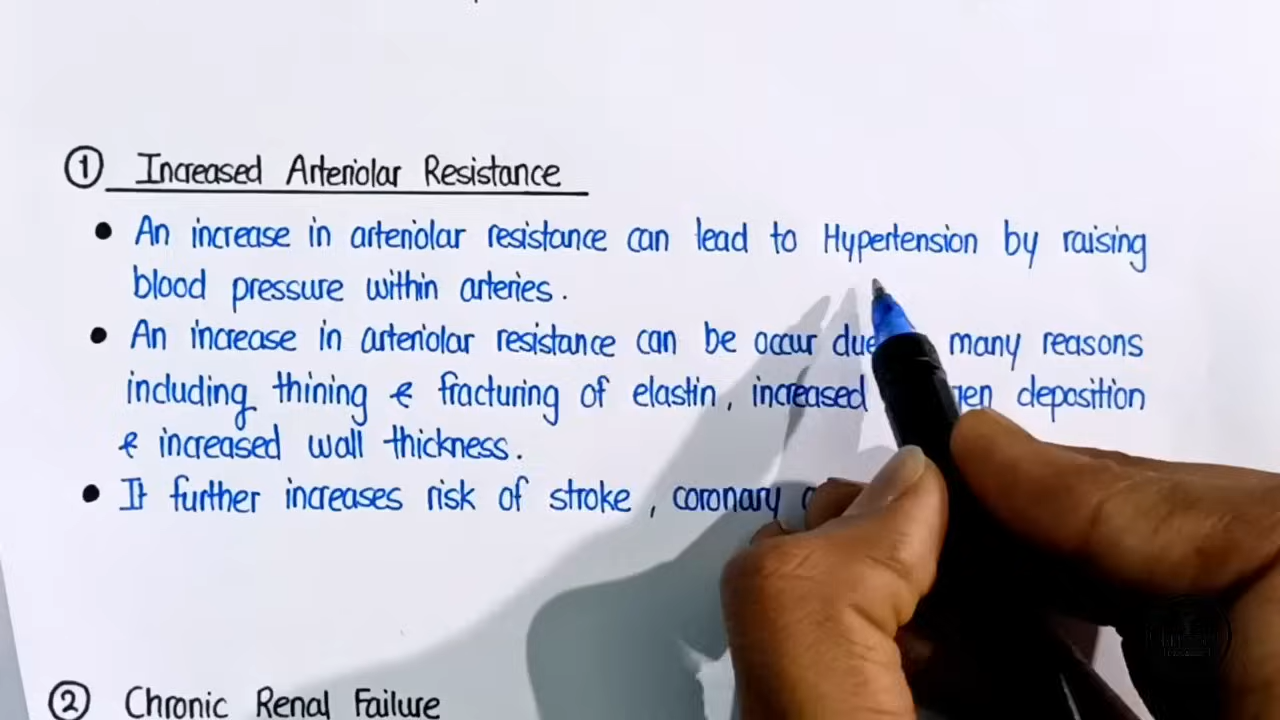 ① Increased Arteriolar Resistance
• An increase in arteriolar resistance can lead to Hypertension by raising
blood pressure within arteries.
• An increase in arteriolar resistance can be occur due many reasons
including thining & fracturing of elastin, increased deposition
& increased wall thickness.
• It further increases risk of stroke, coronary
② Chronic Renal Failure